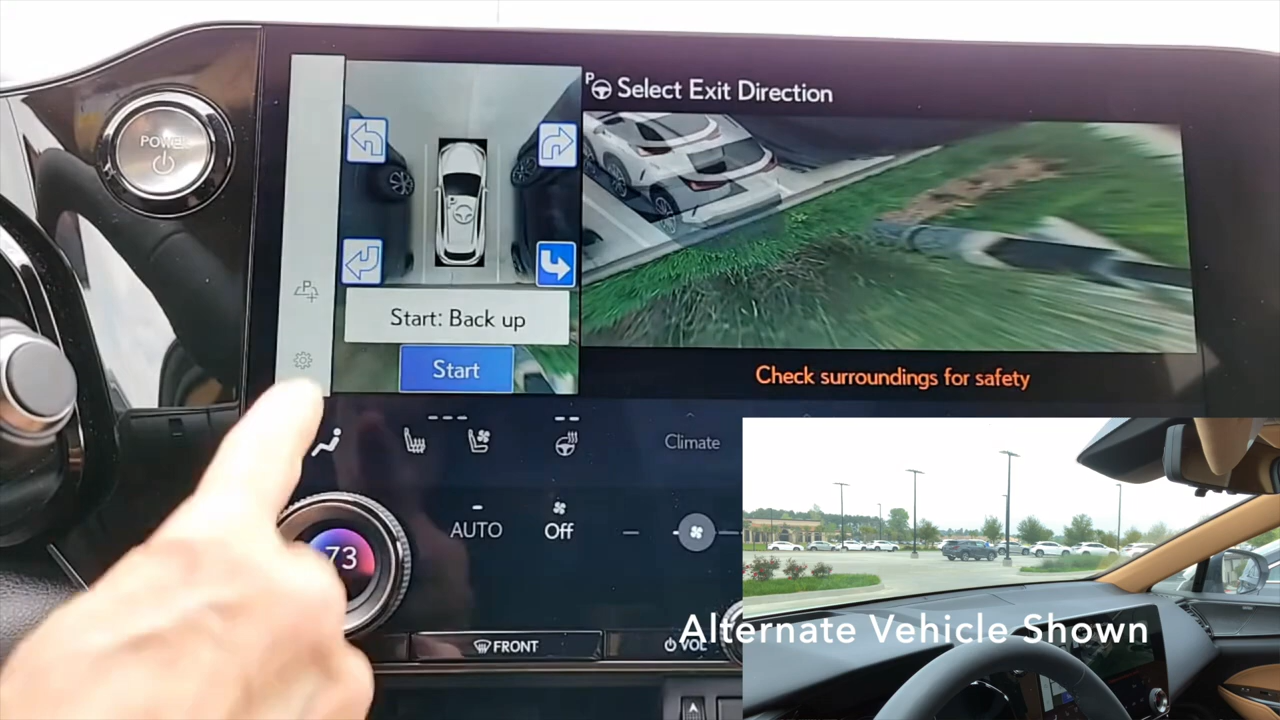 POWER
P
Select Exit Direction
P
Start: Back up
Start
Check surroundings for safety
Climate
AUTO
Off
73
FRONT
VOL
Alternate Vehicle Shown